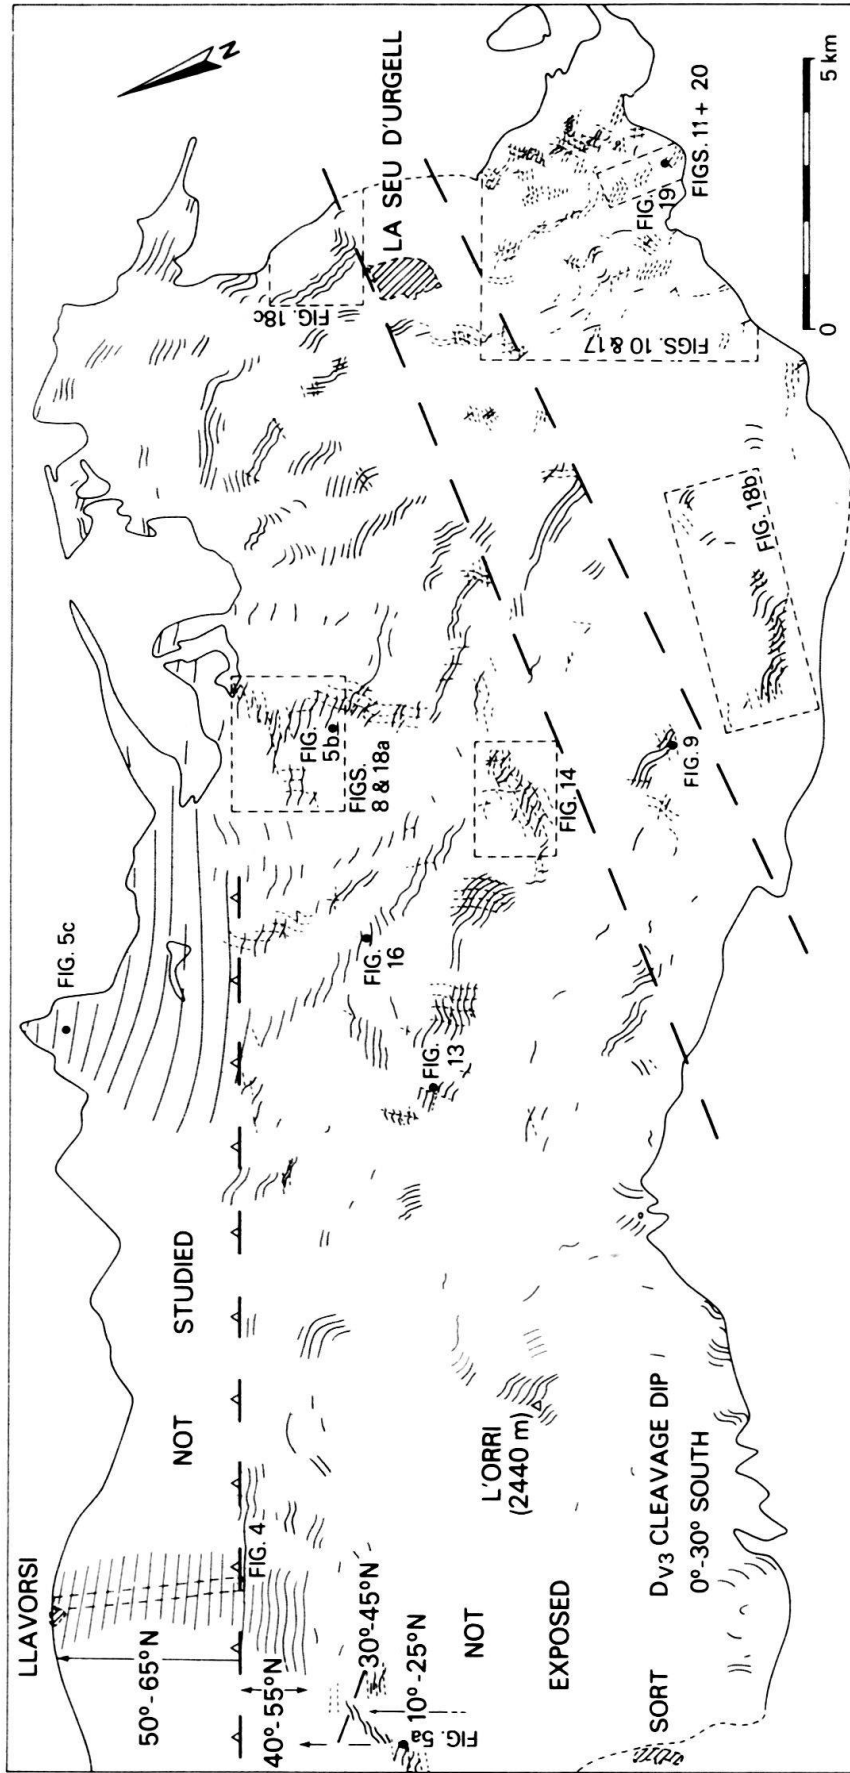 LLAVORSI
50°-65°N
40°-55°N
30°-45°N
10°-25°N
FIG. 5a
FIG. 4
NOT
STUDIED
FIG. 5c
NOT
EXPOSED
SORT
L'ORRI
(2440 m)
DV3 CLEAVAGE DIP
0°-30° SOUTH
FIG.
13
FIG.
16
FIG.
5b
FIGS.
8 & 18a
FIG. 14
FIG. 9
FIG. 18b
FIG. 18c
LA SEU D'URGELL
FIGS. 10 & 17
FIG.
19
FIGS. 11 + 20
N
0
5 km